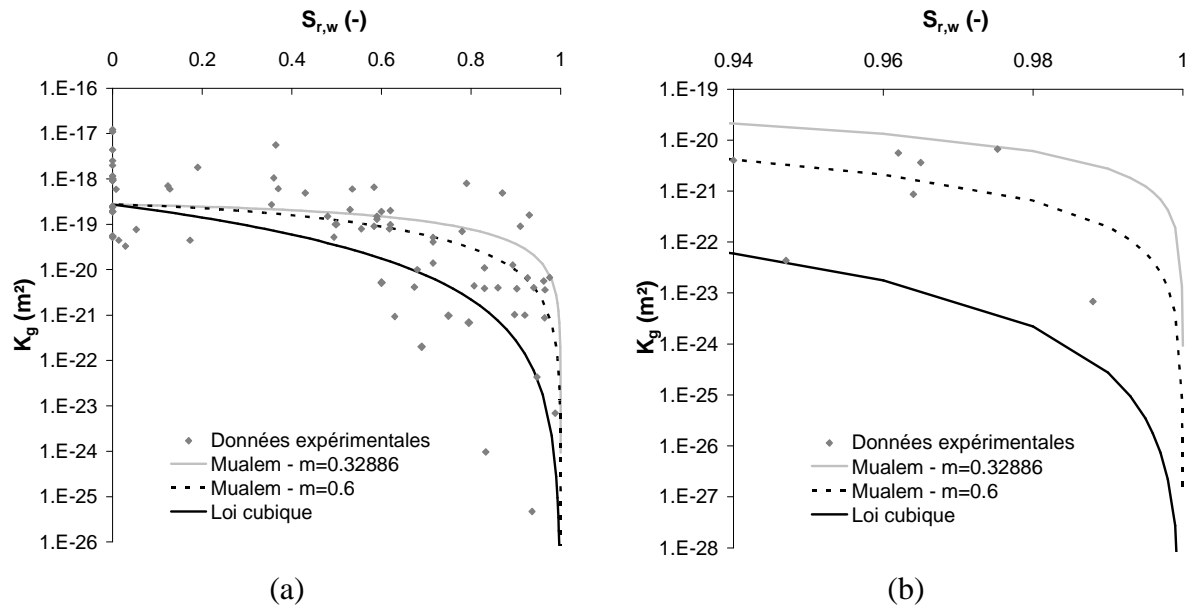 S_{r,w} (-)
0 0.2 0.4 0.6 0.8 1
1.E-16
1.E-17
1.E-18
1.E-19
1.E-20
1.E-21
1.E-22
1.E-23
1.E-24
1.E-25
1.E-26
K_g (m²)
Données expérimentales
Mualem - m=0.32886
Mualem - m=0.6
Loi cubique
(a)
S_{r,w} (-)
0.94 0.96 0.98 1
1.E-19
1.E-20
1.E-21
1.E-22
1.E-23
1.E-24
1.E-25
1.E-26
1.E-27
1.E-28
K_g (m²)
Données expérimentales
Mualem - m=0.32886
Mualem - m=0.6
Loi cubique
(b)